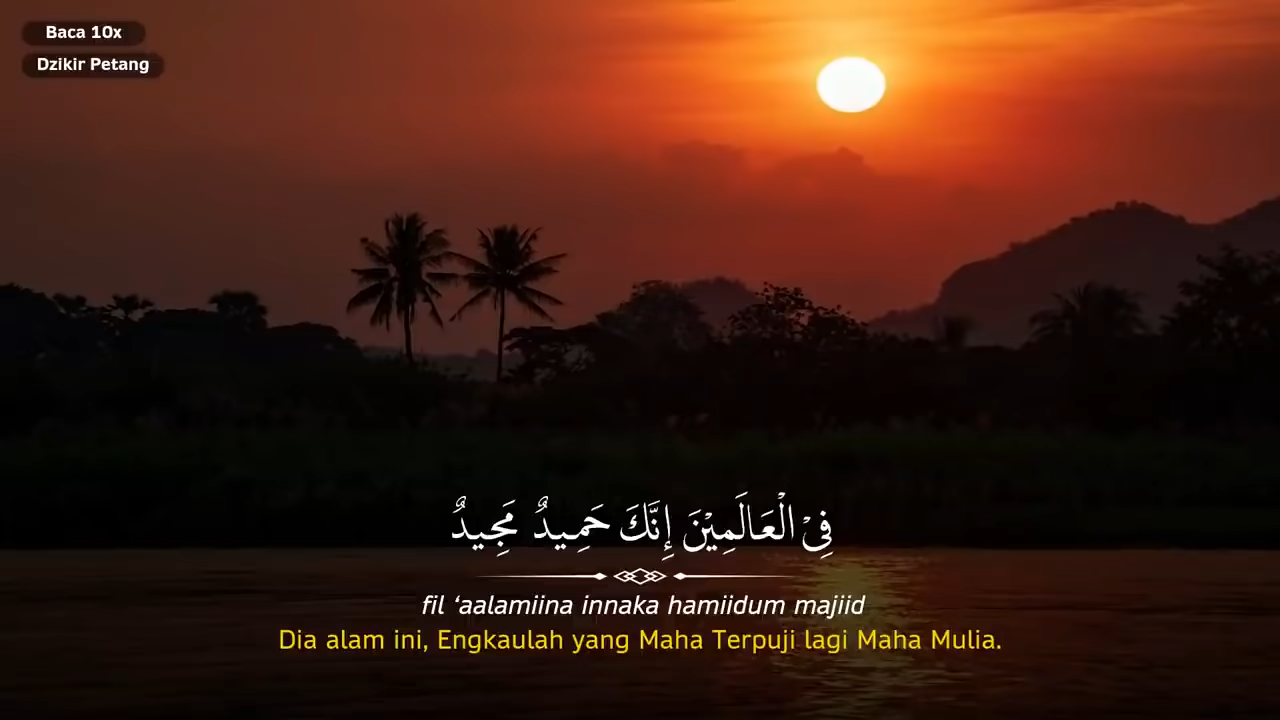 Baca 10x
Dzikir Petang
فِيْ الْعَالَمِيْنَ إِنَّكَ حَمِيدٌ مَجِيدٌ
fil ‘aalamiina innaka hamiidum majiid
Dia alam ini, Engkaulah yang Maha Terpuji lagi Maha Mulia.